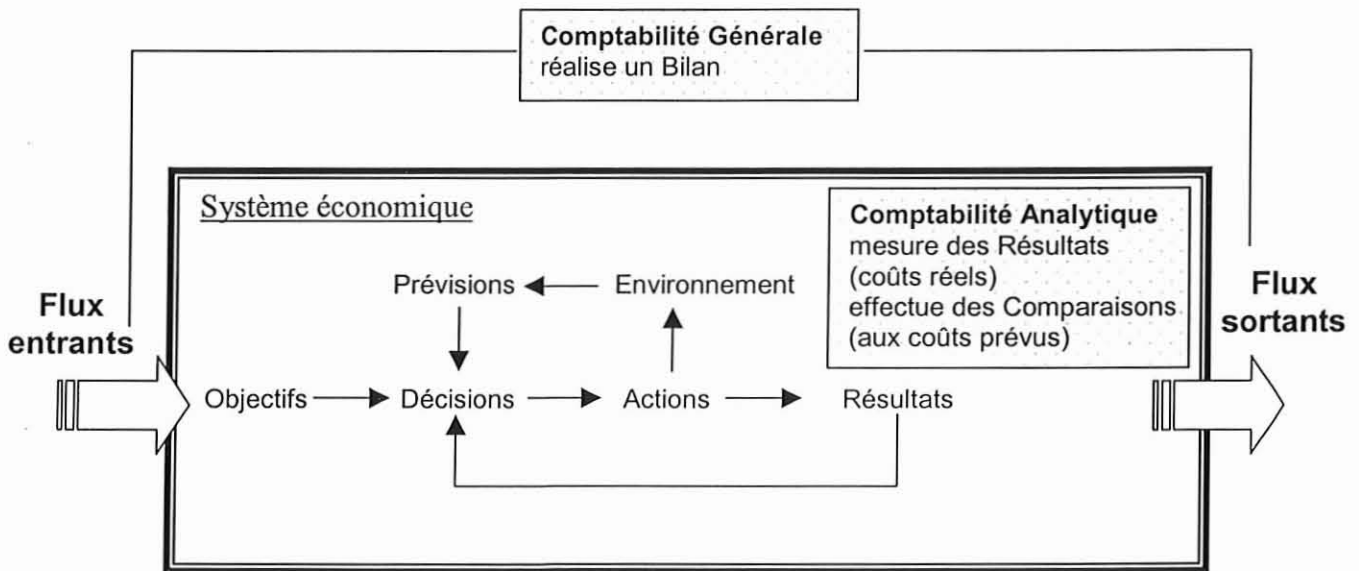 Comptabilité Générale
réalise un Bilan
Système économique
Comptabilité Analytique
mesure des Résultats
(coûts réels)
effectue des Comparaisons
(aux coûts prévus)
Prévisions
Environnement
Flux
entrants
Flux
sortants
Objectifs
Décisions
Actions
Résultats